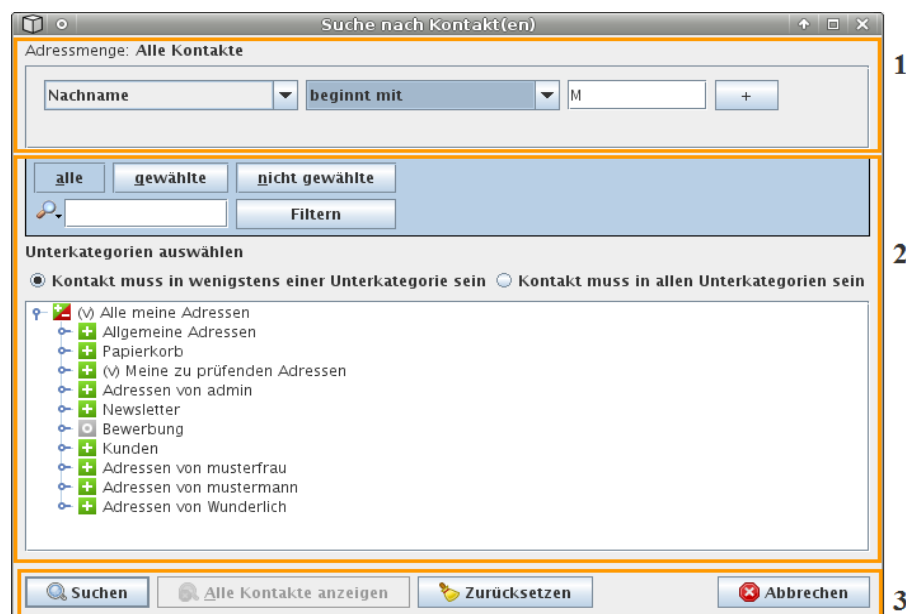 Suche nach Kontakt(en)
Adressmenge: Alle Kontakte
1
Nachname beginnt mit M +
alle gewählte nicht gewählte
Filtern
2
Unterkategorien auswählen
Kontakt muss in wenigstens einer Unterkategorie sein Kontakt muss in allen Unterkategorien sein
(v) Alle meine Adressen
Allgemeine Adressen
Papierkorb
(v) Meine zu prüfenden Adressen
Adressen von admin
Newsletter
Bewerbung
Kunden
Adressen von musterfrau
Adressen von mustermann
Adressen von Wunderlich
Suchen Alle Kontakte anzeigen Zurücksetzen Abbrechen
3